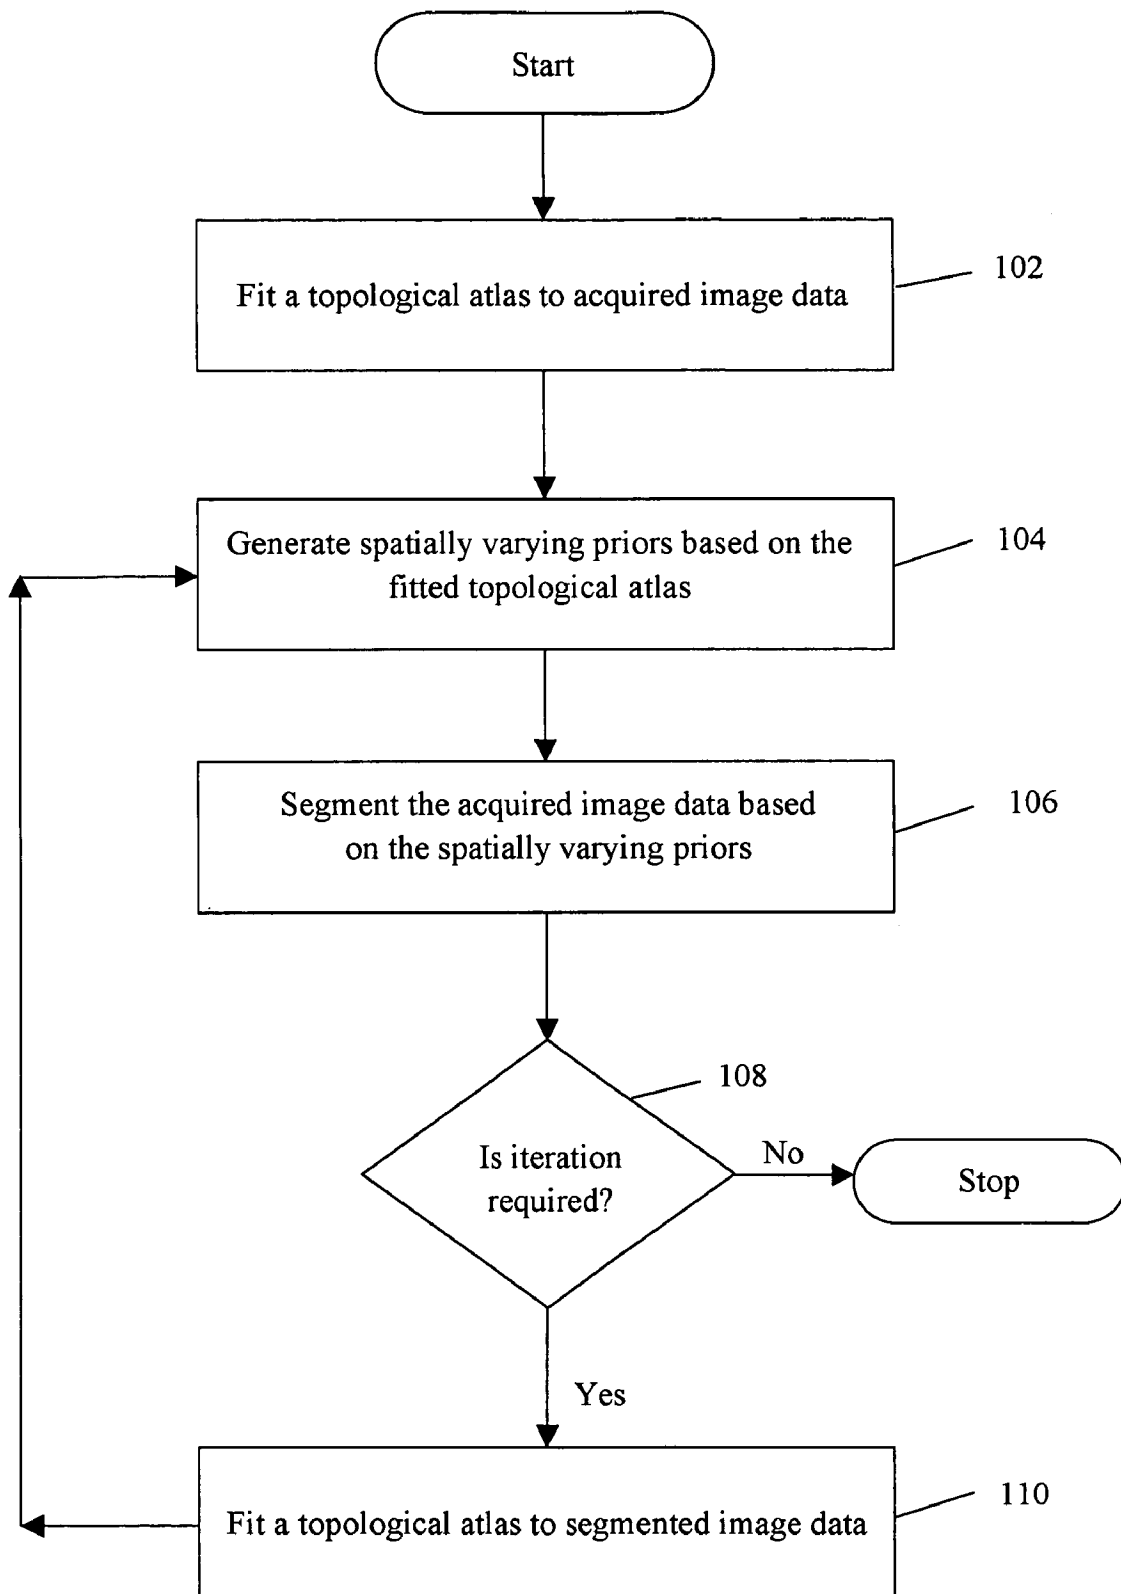 Start
Fit a topological atlas to acquired image data
102
Generate spatially varying priors based on the
fitted topological atlas
104
Segment the acquired image data based
on the spatially varying priors
106
108
Is iteration
required?
No
Stop
Yes
Fit a topological atlas to segmented image data
110